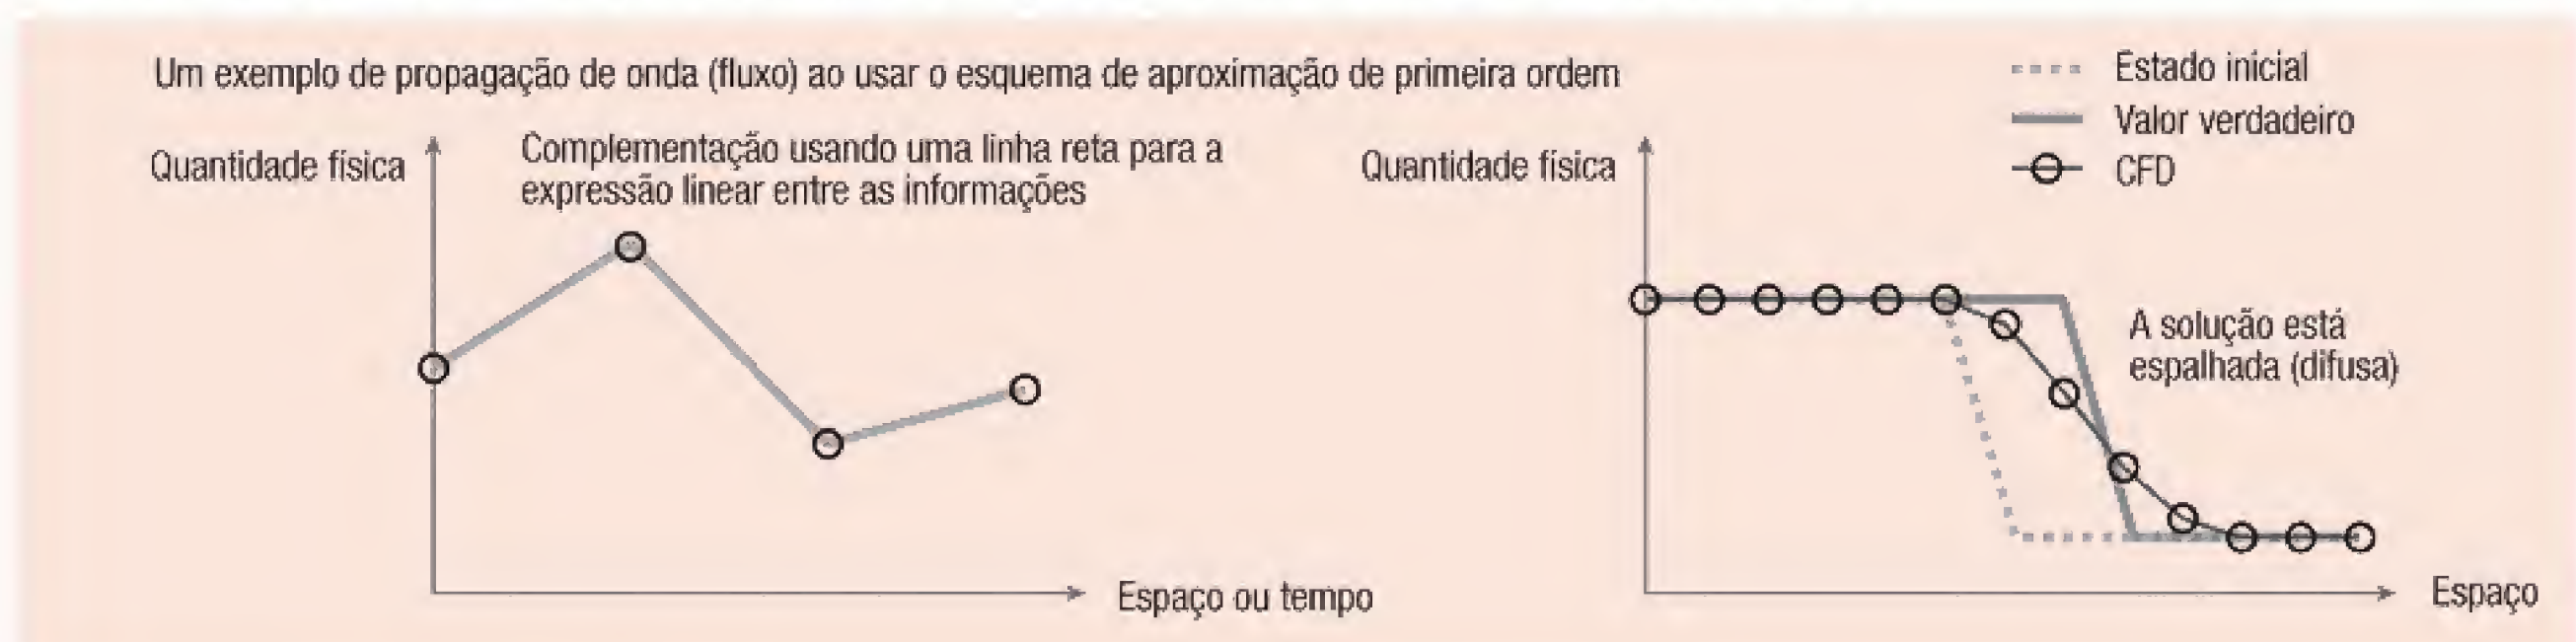 Um exemplo de propagação de onda (fluxo) ao usar o esquema de aproximação de primeira ordem
Quantidade física
Complementação usando uma linha reta para a
expressão linear entre as informações
Espaço ou tempo
Estado inicial
Valor verdadeiro
CFD
Quantidade física
A solução está
espalhada (difusa)
Espaço